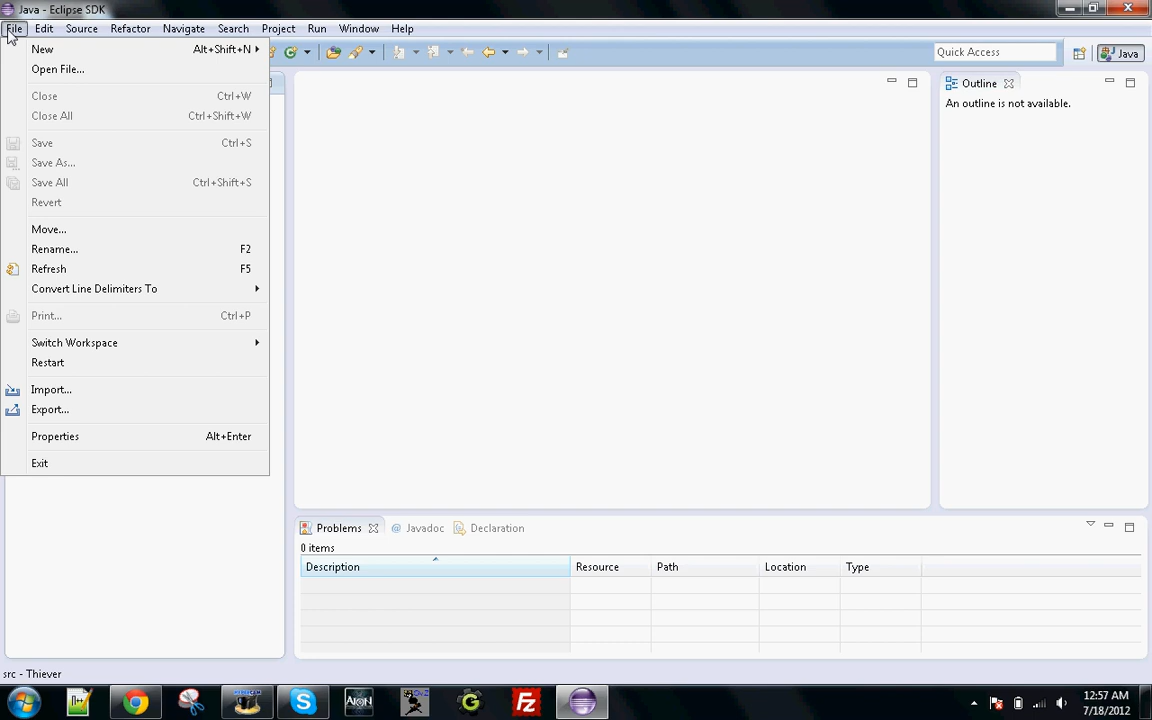 Java - Eclipse SDK
File Edit Source Refactor Navigate Search Project Run Window Help
New Alt+Shift+N
Open File...
Close Ctrl+W
Close All Ctrl+Shift+W
Save Ctrl+S
Save As...
Save All Ctrl+Shift+S
Revert
Move...
Rename... F2
Refresh F5
Convert Line Delimiters To
Print... Ctrl+P
Switch Workspace
Restart
Import...
Export...
Properties Alt+Enter
Exit
Quick Access
Java
Outline
An outline is not available.
Problems @ Javadoc Declaration
0 items
Description Resource Path Location Type
src - Thiever
AION
Fz
12:57 AM
7/18/2012